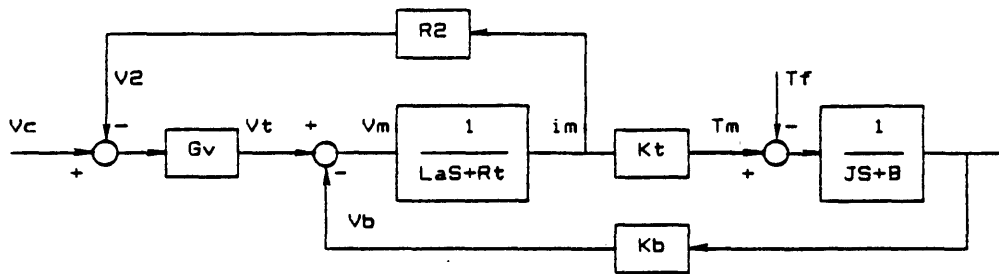 R2
V2
Tf
-
-
Vc
Vt
+
Vm
1
im
Tm
1
Gv
Kt
+
-
LaS+Rt
+
JS+B
Vb
Kb